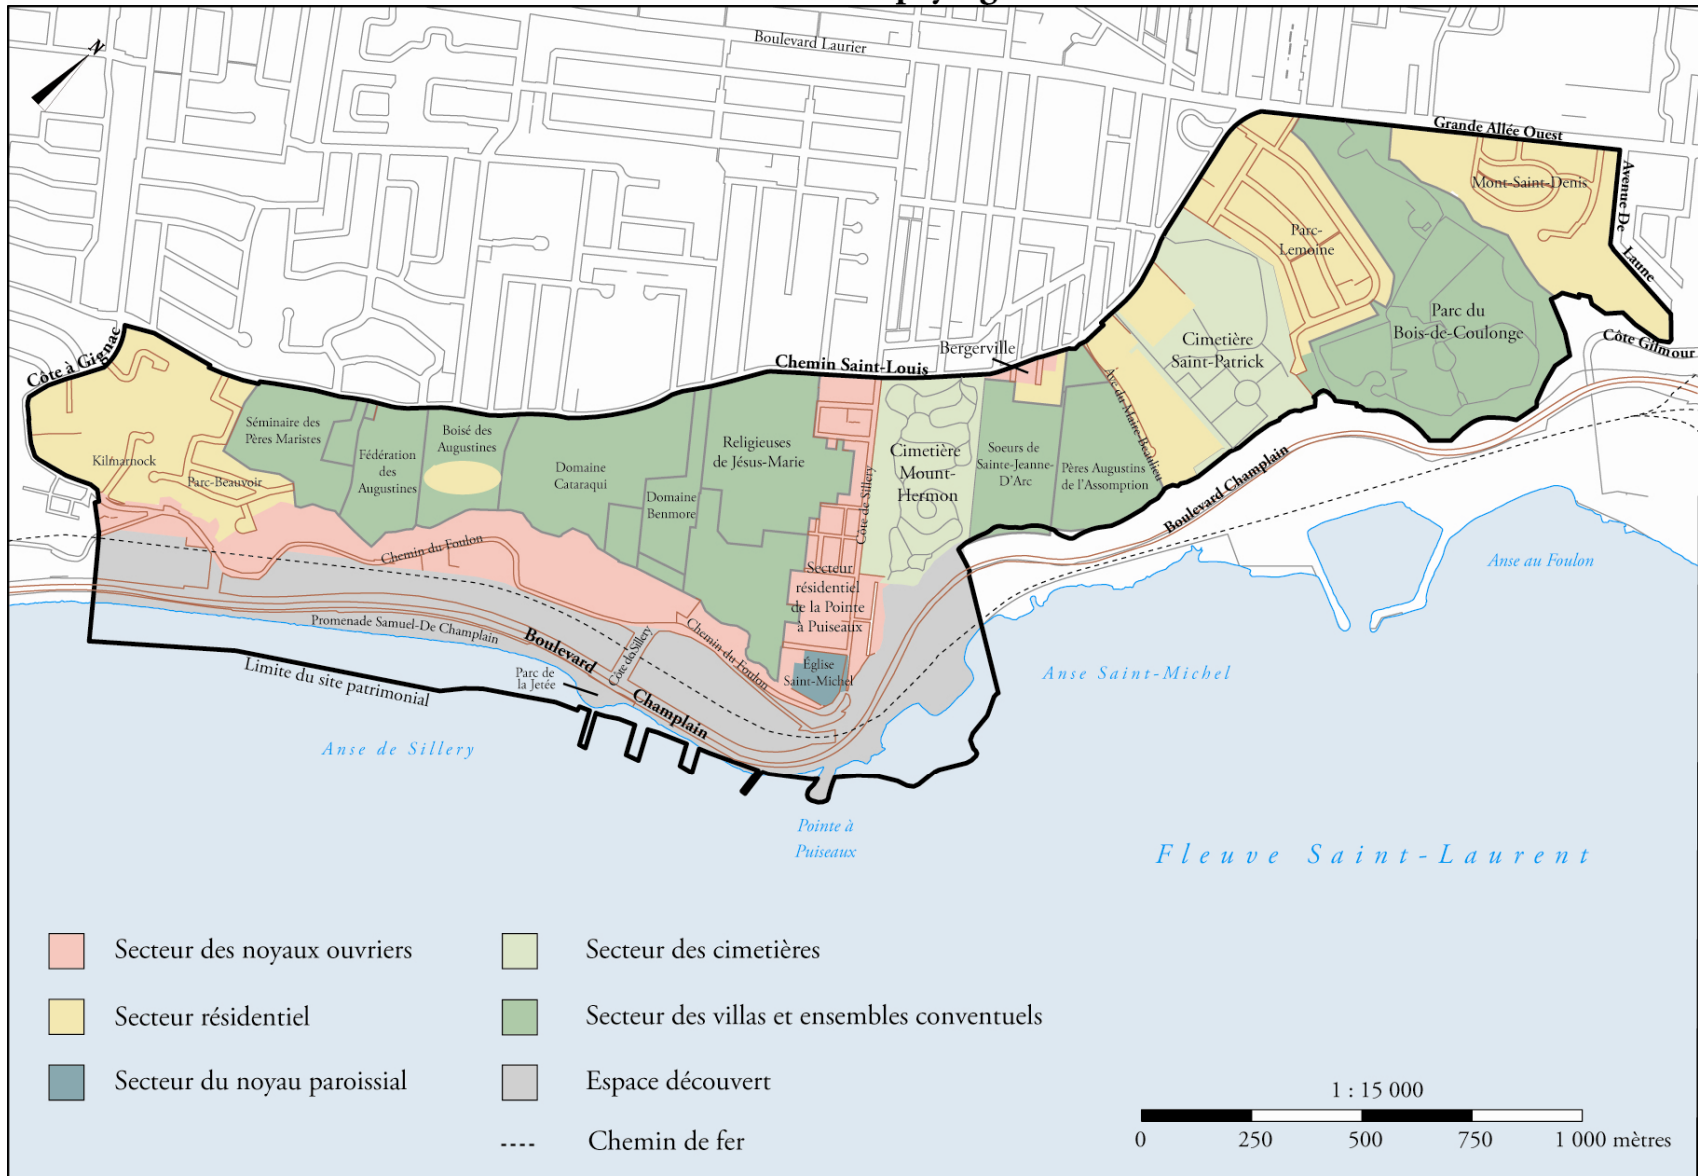 N
Boulevard Laurier
Grande Allée Ouest
Avenue De
Laune
Mont-Saint-Denis
Parc-
Lemoine
Parc du
Bois-de-Coulonge
Côte Gilmour
Cimetière
Saint-Patrick
Bergerville
Chemin Saint-Louis
Côte à Gignac
Séminaire des
Pères Maristes
Boisé des
Augustines
Fédération
des
Augustines
Domaine
Cataraqui
Domaine
Benmore
Religieuses
de Jésus-Marie
Côte de Sillery
Cimetière
Mount-
Hermon
Soeurs de
Sainte-Jeanne-
D'Arc
Pères Augustins
de l'Assomption
Ave du Maire-Beaulieu
Boulevard Champlain
Kilmarnock
Parc-Beauvoir
Chemin du Foulon
Secteur
résidentiel
de la Pointe
à Puiseaux
Église
Saint-Michel
Promenade Samuel-De Champlain
Boulevard
Champlain
Côte de Sillery
Chemin du Foulon
Parc de
la Jetée
Limite du site patrimonial
Anse de Sillery
Anse Saint-Michel
Anse au Foulon
Pointe à
Puiseaux
Fleuve Saint-Laurent
Secteur des noyaux ouvriers
Secteur résidentiel
Secteur du noyau paroissial
Secteur des cimetières
Secteur des villas et ensembles conventuels
Espace découvert
Chemin de fer
1 : 15 000
0 250 500 750 1 000 mètres